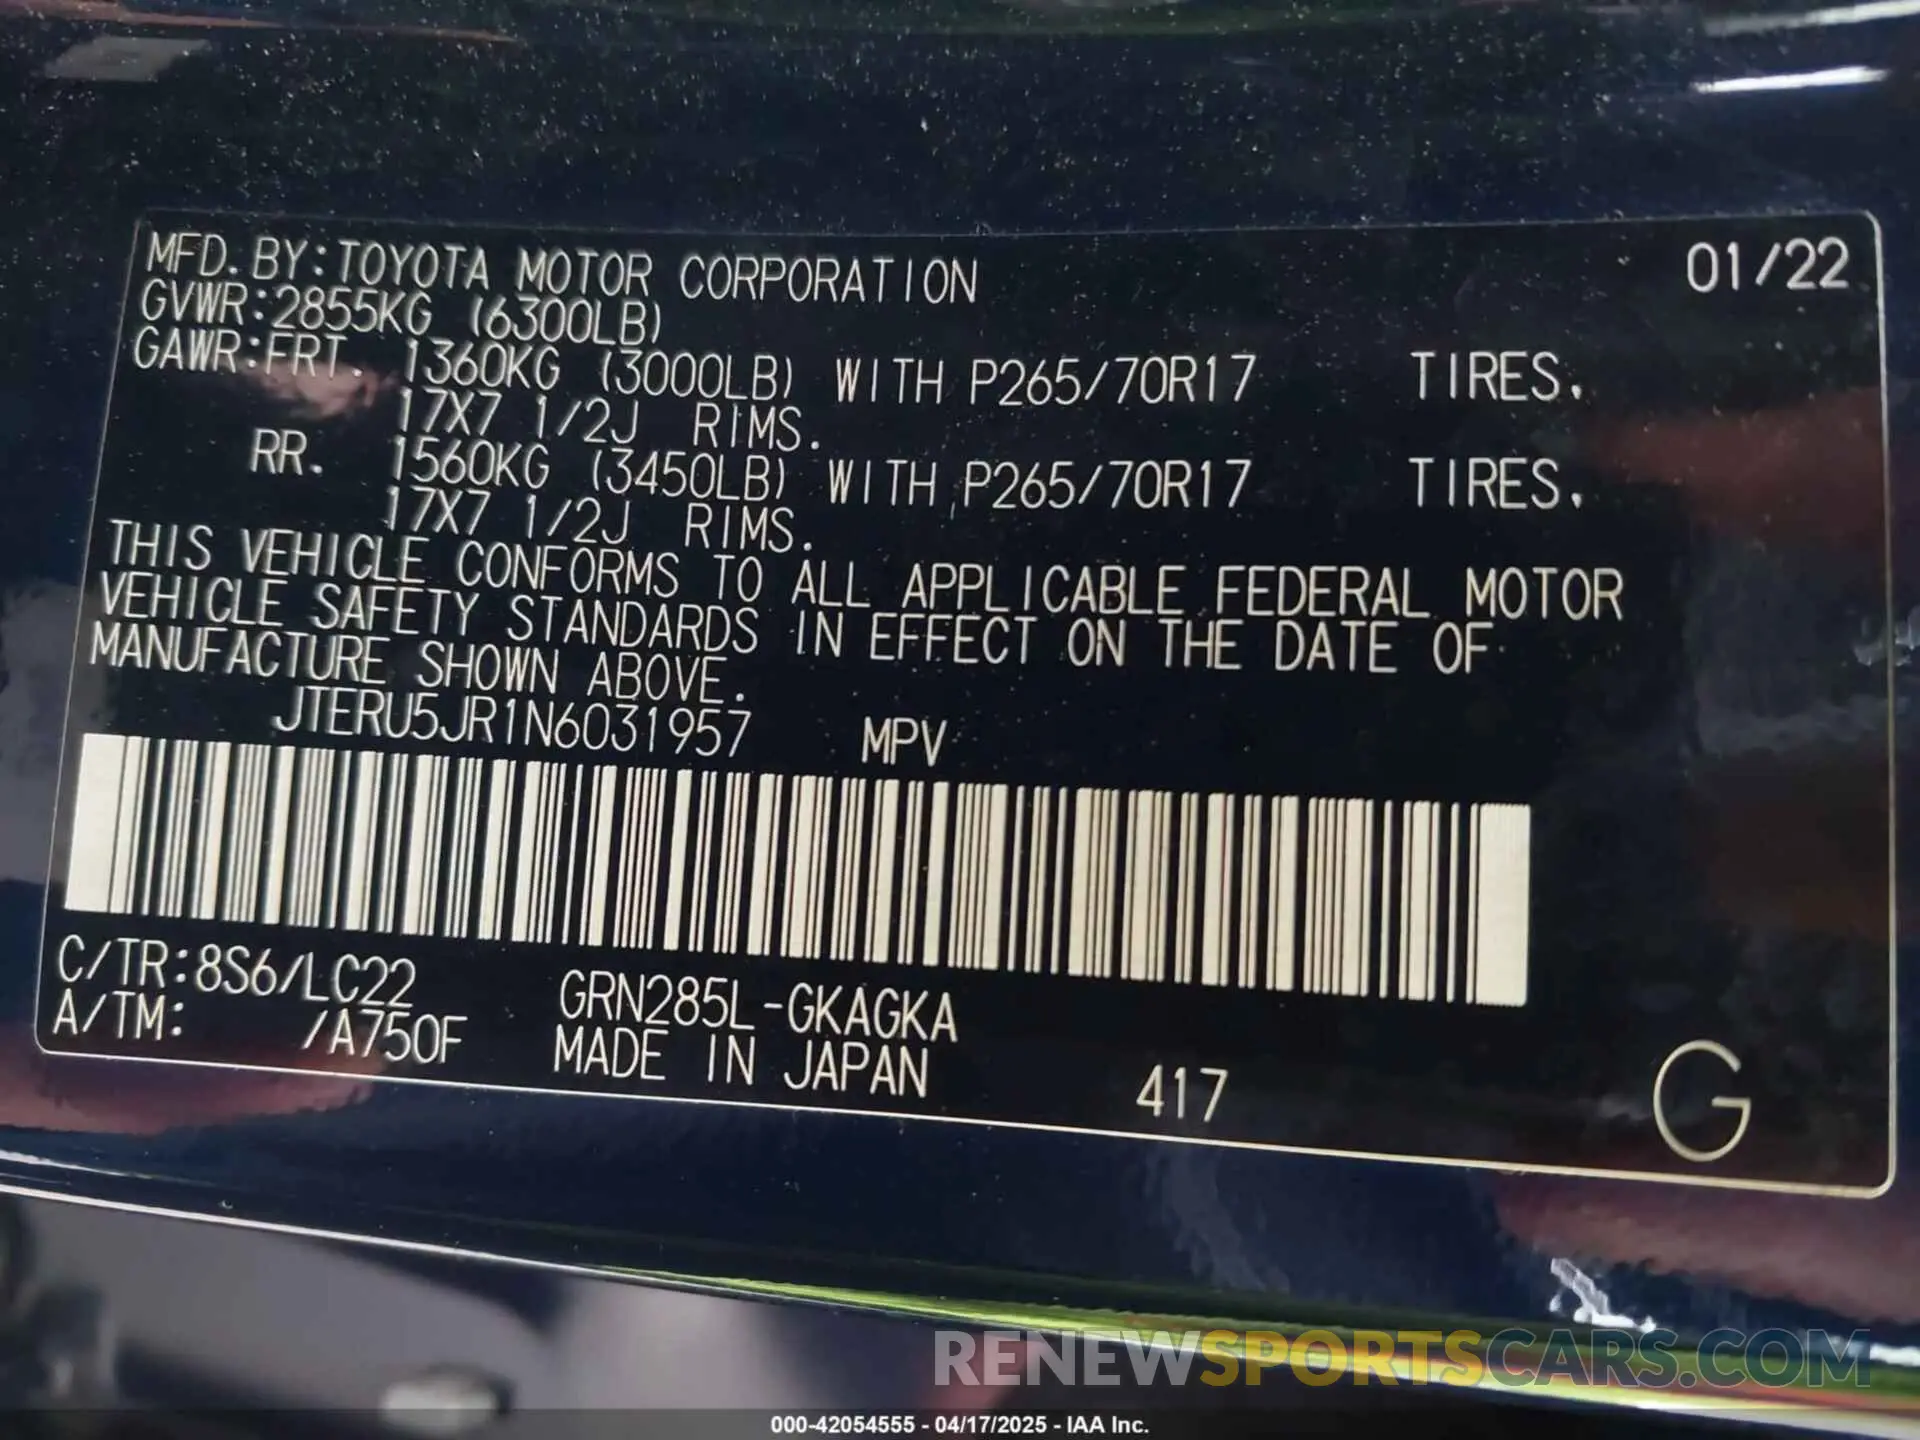 MFD. BY:TOYOTA MOTOR CORPORATION 01/22
GVWR:2855KG (6300LB)
GAWR:FRT. 1360KG (3000LB) WITH P265/70R17 TIRES,
17X7 1/2J RIMS.
RR. 1560KG (3450LB) WITH P265/70R17 TIRES,
17X7 1/2J RIMS.
THIS VEHICLE CONFORMS TO ALL APPLICABLE FEDERAL MOTOR
VEHICLE SAFETY STANDARDS IN EFFECT ON THE DATE OF
MANUFACTURE SHOWN ABOVE.
JTERU5JR1N6031957 MPV
C/TR:8S6/LC22 GRN285L-GKAGKA
A/TM: /A750F MADE IN JAPAN 417 G
RENEWSPORTSCARS.COM
000-42054555 - 04/17/2025 - IAA Inc.